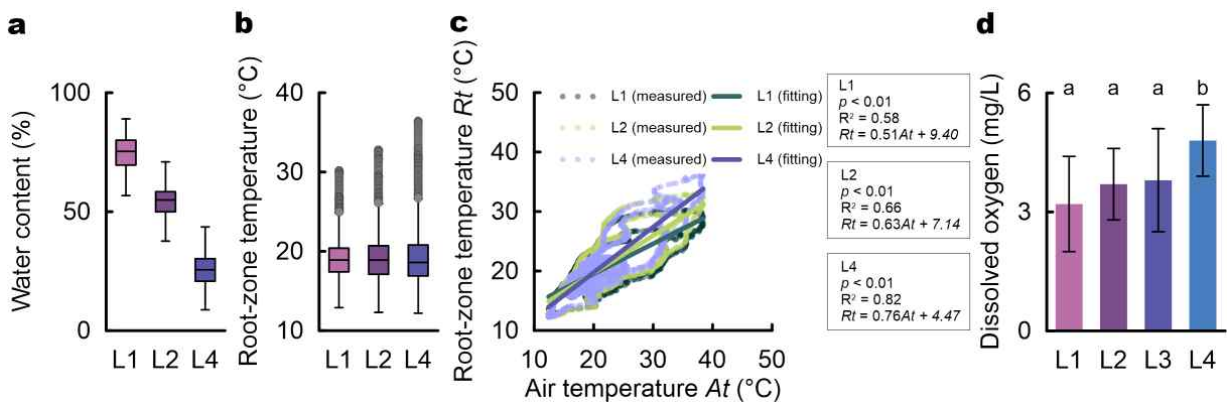 a
Water content (%)
100
50
0
L1 L2 L4
b
Root-zone temperature (°C)
40
30
20
10
L1 L2 L4
c
Root-zone temperature Rt (°C)
50
40
30
20
10
L1 (measured) L1 (fitting)
L2 (measured) L2 (fitting)
L4 (measured) L4 (fitting)
10 20 30 40 50
Air temperature At (°C)
L1
p < 0.01
R² = 0.58
Rt = 0.51At + 9.40
L2
p < 0.01
R² = 0.66
Rt = 0.63At + 7.14
L4
p < 0.01
R² = 0.82
Rt = 0.76At + 4.47
d
Dissolved oxygen (mg/L)
6
3
0
a a a b
L1 L2 L3 L4